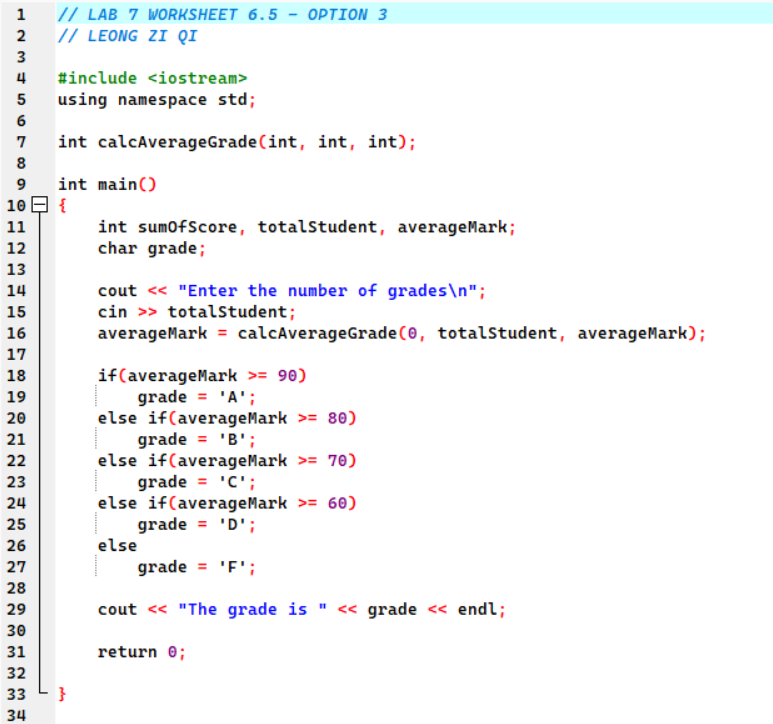 1 // LAB 7 WORKSHEET 6.5 - OPTION 3
2 // LEONG ZI QI
3
4 #include <iostream>
5 using namespace std;
6
7 int calcAverageGrade(int, int, int);
8
9 int main()
10 {
11     int sumOfScore, totalStudent, averageMark;
12     char grade;
13
14     cout << "Enter the number of grades\n";
15     cin >> totalStudent;
16     averageMark = calcAverageGrade(0, totalStudent, averageMark);
17
18     if(averageMark >= 90)
19         grade = 'A';
20     else if(averageMark >= 80)
21         grade = 'B';
22     else if(averageMark >= 70)
23         grade = 'C';
24     else if(averageMark >= 60)
25         grade = 'D';
26     else
27         grade = 'F';
28
29     cout << "The grade is " << grade << endl;
30
31     return 0;
32
33 }
34